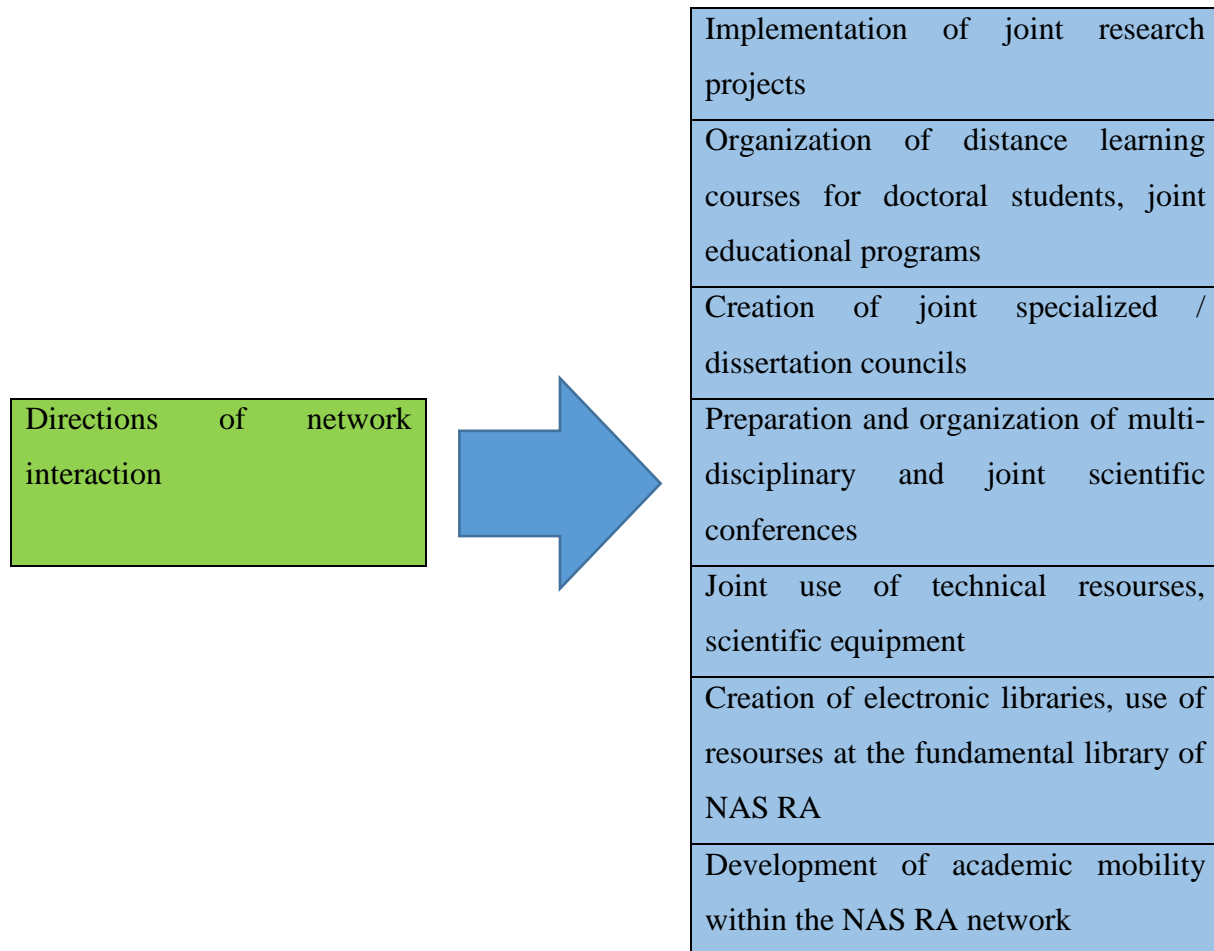 Directions of network
interaction
Implementation of joint research
projects
Organization of distance learning
courses for doctoral students, joint
educational programs
Creation of joint specialized /
dissertation councils
Preparation and organization of multi-
disciplinary and joint scientific
conferences
Joint use of technical resourses,
scientific equipment
Creation of electronic libraries, use of
resourses at the fundamental library of
NAS RA
Development of academic mobility
within the NAS RA network